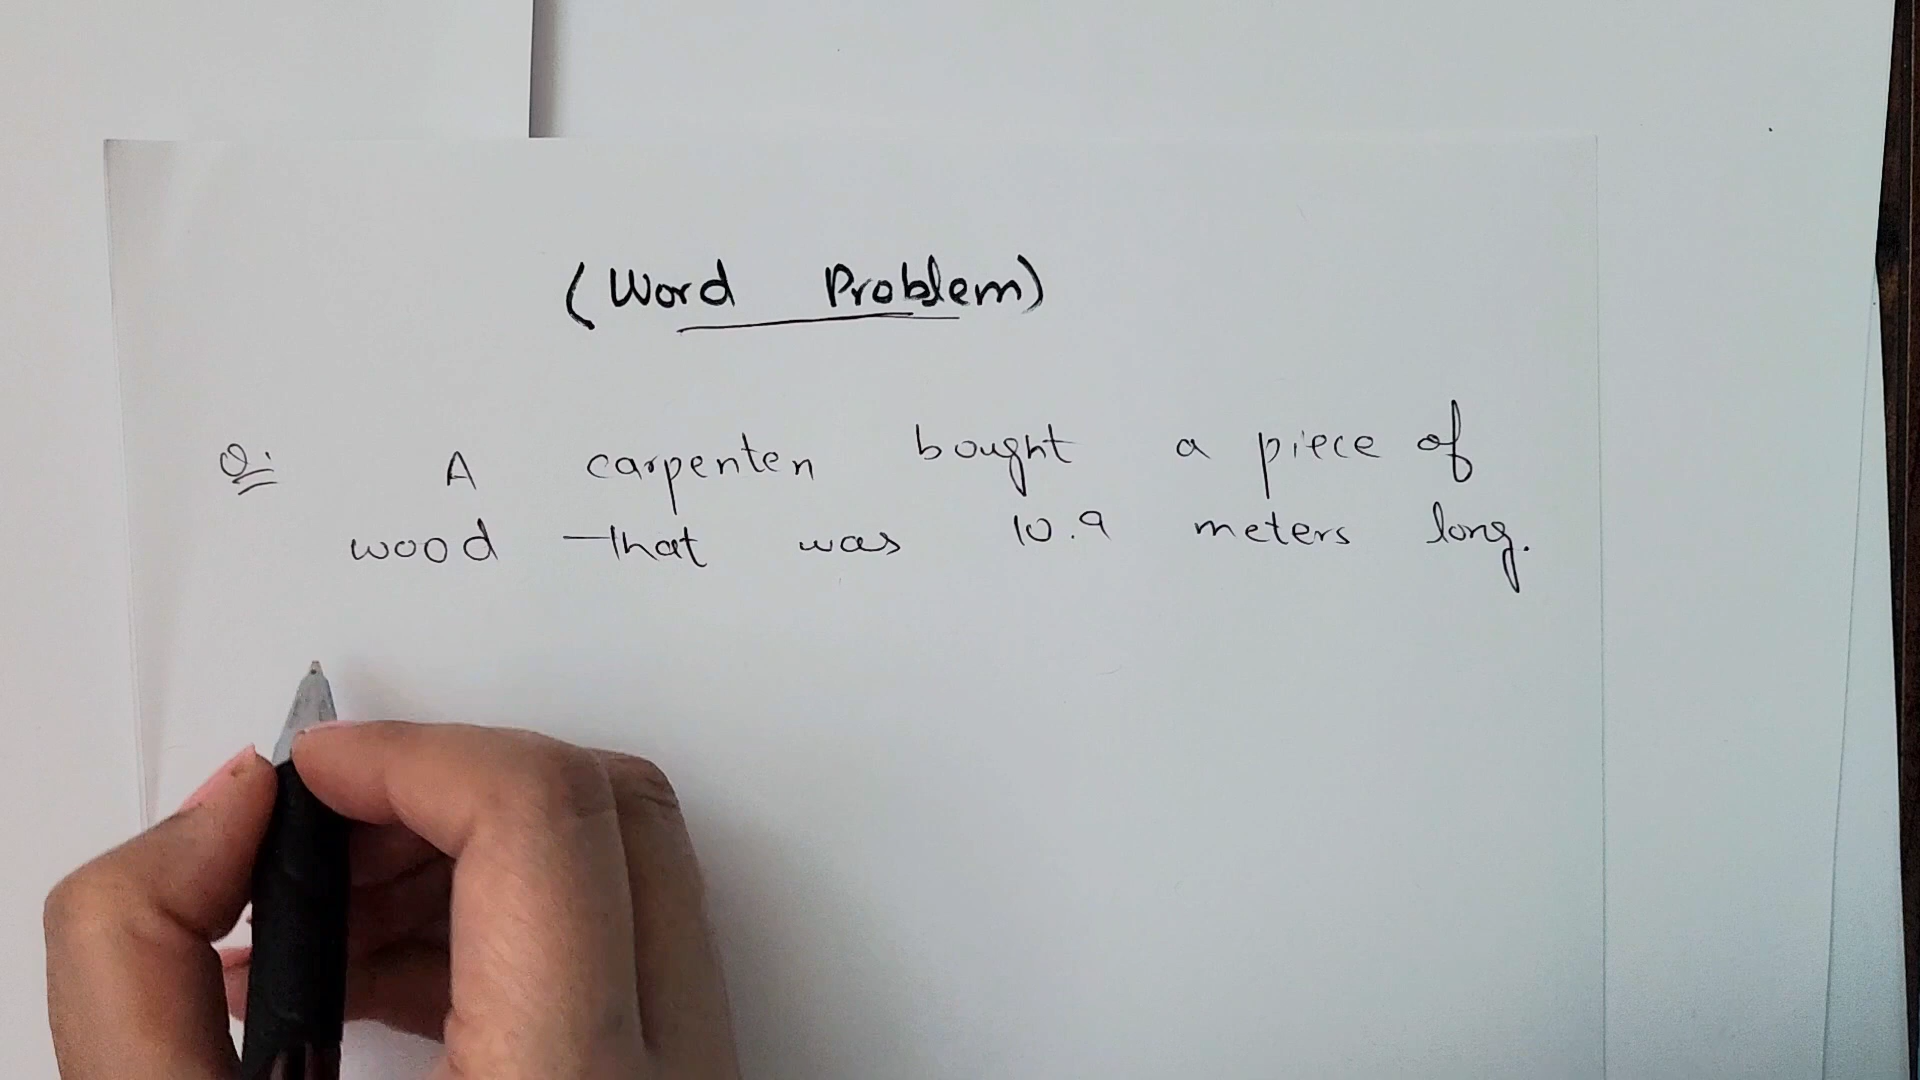 (Word Problem)
Q: A carpenten bought a piece of
wood that was 10.9 meters long.